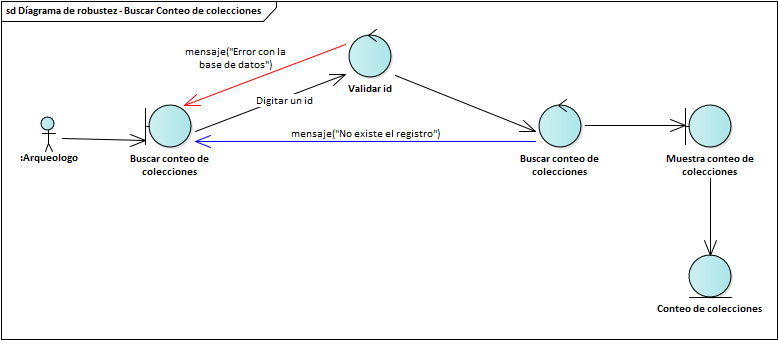 sd Díagrama de robustez - Buscar Conteo de colecciones
mensaje("Error con la
base de datos")
Validar id
Digitar un id
mensaje("No existe el registro")
:Arqueologo
Buscar conteo de
colecciones
Buscar conteo de
colecciones
Muestra conteo de
colecciones
Conteo de colecciones